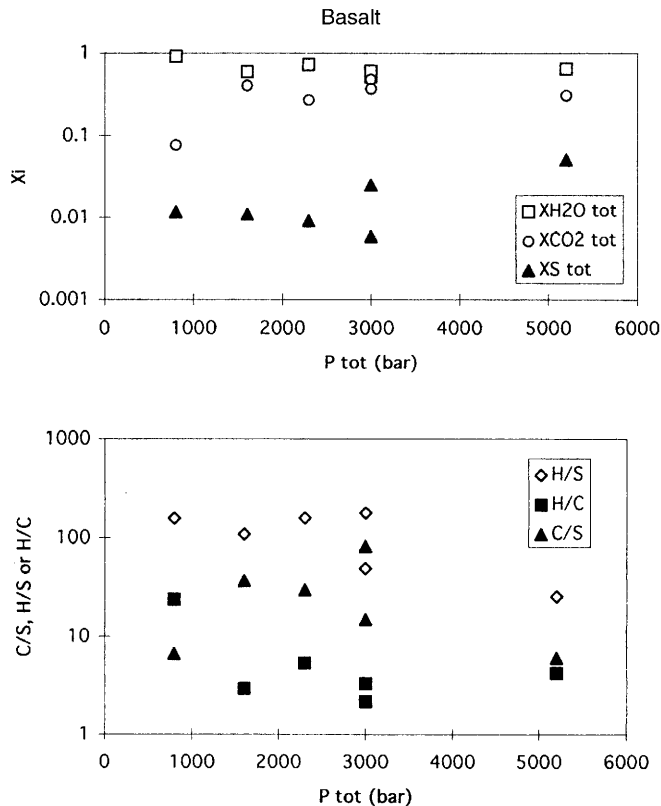 Basalt
1
0.1
0.01
0.001
Xi
XH2O tot
XCO2 tot
XS tot
0 1000 2000 3000 4000 5000 6000
P tot (bar)
1000
100
10
1
C/S, H/S or H/C
H/S
H/C
C/S
0 1000 2000 3000 4000 5000 6000
P tot (bar)